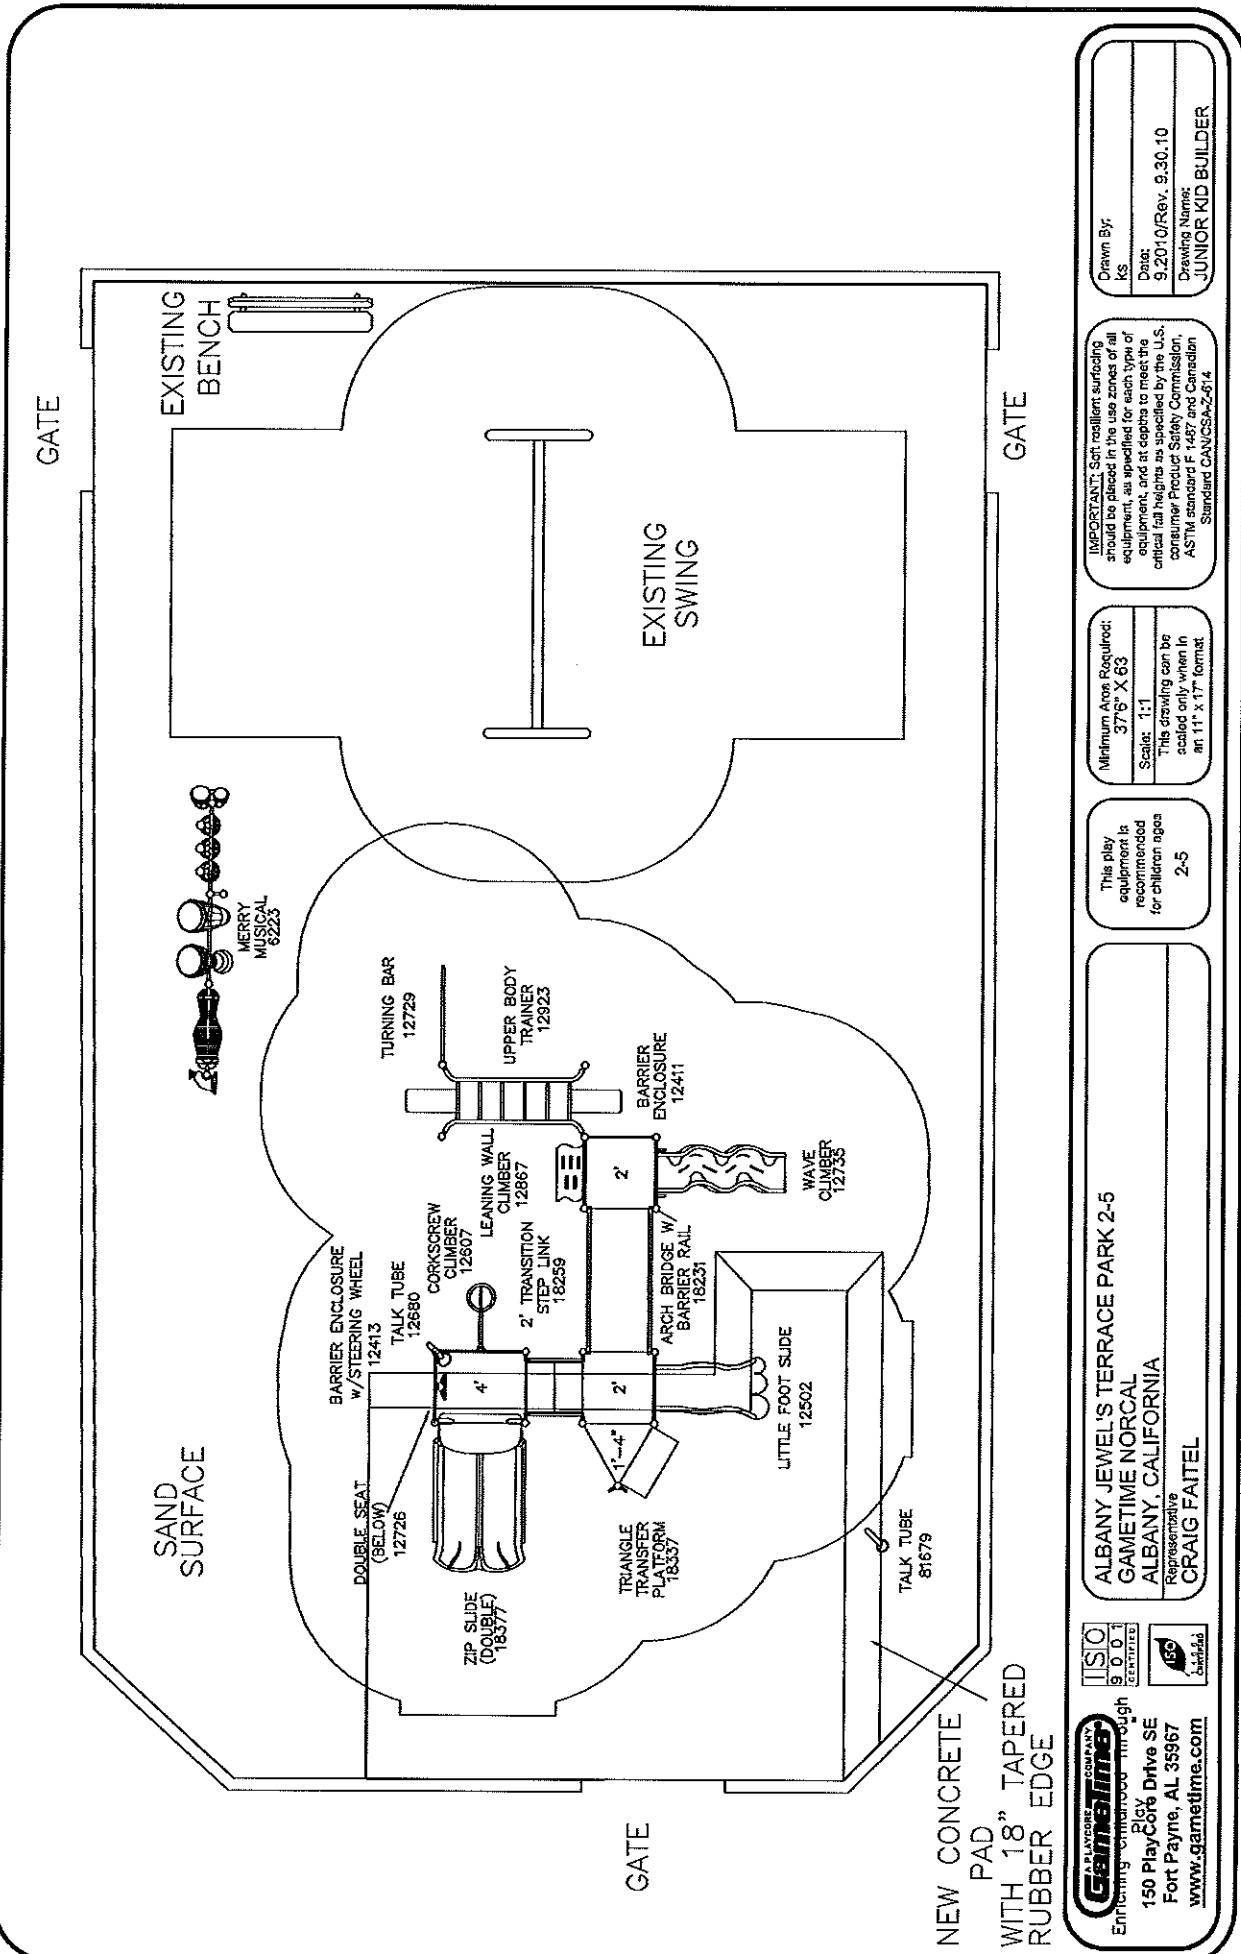 GATE
EXISTING
BENCH
SAND
SURFACE
MERRY
MUSICAL
6223
EXISTING
SWING
TURNING BAR
12729
UPPER BODY
TRAINER
12923
BARRIER
ENCLOSURE
12411
LEANING WALL
CLIMBER
12867
CORKSCREW
CLIMBER
12607
2' TRANSITION
STEP LINK
18259
BARRIER ENCLOSURE
W/STEERING WHEEL
12413
TALK TUBE
12680
DOUBLE SEAT
(BELOW)
12726
ZIP SLIDE
(DOUBLE)
18377
4'
2'
2'
1'-4"
WAVE
CLIMBER
12735
ARCH BRIDGE W/
BARRIER RAIL
18231
LITTLE FOOT SLIDE
12502
TRIANGLE
TRANSFER
PLATFORM
18337
TALK TUBE
81679
GATE
GATE
NEW CONCRETE
PAD
WITH 18" TAPERED
RUBBER EDGE
A PLAYCORE COMPANY
GameTime
Enriching Childhood Through
Play
150 PlayCore Drive SE
Fort Payne, AL 35967
www.gametime.com
ISO
9001
CERTIFIED
ISO
CERTIFIED
ALBANY JEWEL'S TERRACE PARK 2-5
GAMETIME NORCAL
ALBANY, CALIFORNIA
Representative
CRAIG FAITEL
This play
equipment is
recommended
for children ages
2-5
Minimum Area Required:
37'6" X 63
Scale: 1:1
This drawing can be
scaled only when in
an 11" x 17" format
IMPORTANT: Soft resilient surfacing
should be placed in the use zones of all
equipment, as specified for each type of
equipment, and at depths to meet the
critical fall heights as specified by the U.S.
consumer Product Safety Commission,
ASTM standard F 1487 and Canadian
Standard CAN/CSA-Z-614
Drawn By:
KS
Date:
9.2010/Rev. 9.30.10
Drawing Name:
JUNIOR KID BUILDER